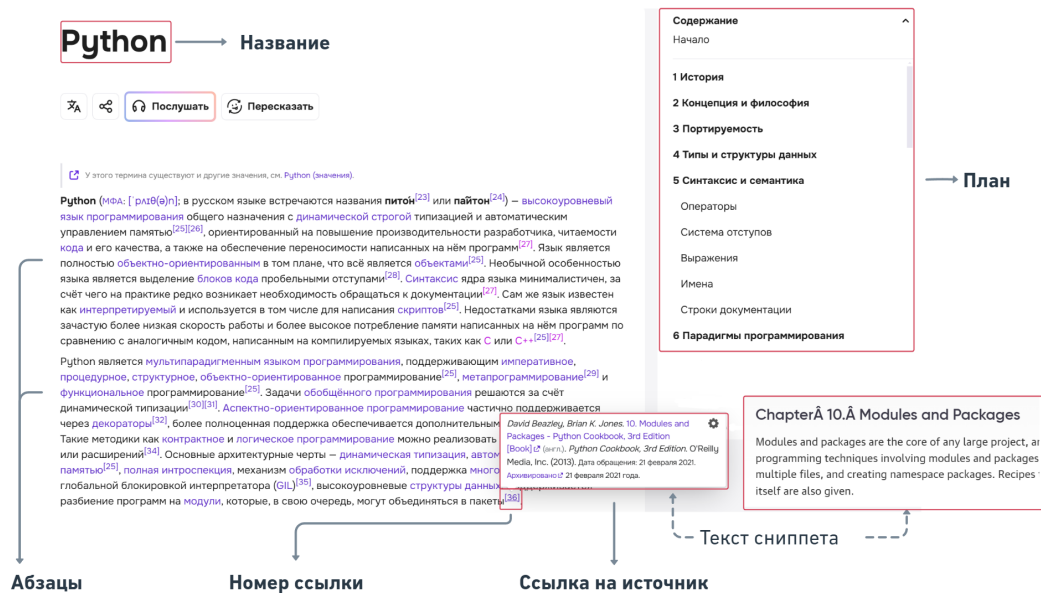 Python
Название
Послушать
Пересказать
У этого термина существуют и другие значения, см. Python (значения).
Python (МФА: [ˈpʌɪθ(ə)n]; в русском языке встречаются названия пито́н[23] или па́йтон[24]) — высокоуровневый
язык программирования общего назначения с динамической строгой типизацией и автоматическим
управлением памятью[25][26], ориентированный на повышение производительности разработчика, читаемости
кода и его качества, а также на обеспечение переносимости написанных на нём программ[27]. Язык является
полностью объектно-ориентированным в том плане, что всё является объектами[25]. Необычной особенностью
языка является выделение блоков кода пробельными отступами[28]. Синтаксис ядра языка минималистичен, за
счёт чего на практике редко возникает необходимость обращаться к документации[27]. Сам же язык известен
как интерпретируемый и используется в том числе для написания скриптов[25]. Недостатками языка являются
зачастую более низкая скорость работы и более высокое потребление памяти написанных на нём программ по
сравнению с аналогичным кодом, написанным на компилируемых языках, таких как C или C++[25][27].
Python является мультипарадигменным языком программирования, поддерживающим императивное,
процедурное, структурное, объектно-ориентированное программирование[25], метапрограммирование[29] и
функциональное программирование[25]. Задачи обобщённого программирования решаются за счёт
динамической типизации[30][31]. Аспектно-ориентированное программирование частично поддерживается
через декораторы[32], более полноценная поддержка обеспечивается дополнительным
Такие методики как контрактное и логическое программирование можно реализовать
или расширений[34]. Основные архитектурные черты — динамическая типизация, автом
памятью[25], полная интроспекция, механизм обработки исключений, поддержка много
глобальной блокировкой интерпретатора (GIL)[35], высокоуровневые структуры данных
разбиение программ на модули, которые, в свою очередь, могут объединяться в пакеты[36]
David Beazley, Brian K. Jones. 10. Modules and
Packages - Python Cookbook, 3rd Edition
[Book] (англ.). Python Cookbook, 3rd Edition. O'Reilly
Media, Inc. (2013). Дата обращения: 21 февраля 2021.
Архивировано 21 февраля 2021 года.
Содержание
Начало
1 История
2 Концепция и философия
3 Портируемость
4 Типы и структуры данных
5 Синтаксис и семантика
Операторы
Система отступов
Выражения
Имена
Строки документации
6 Парадигмы программирования
План
ChapterÂ 10.Â Modules and Packages
Modules and packages are the core of any large project, ar
programming techniques involving modules and packages
multiple files, and creating namespace packages. Recipes
itself are also given.
Текст сниппета
Абзацы
Номер ссылки
Ссылка на источник